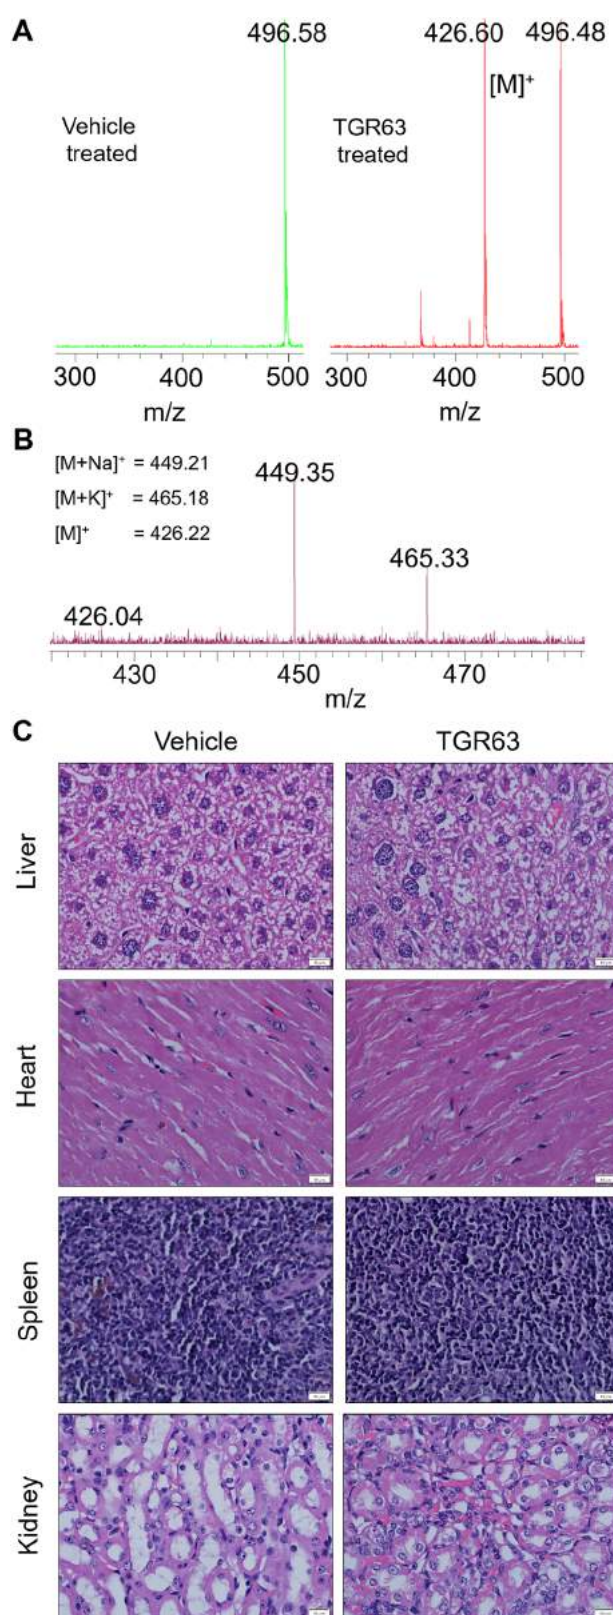 A
496.58
426.60 496.48
[M]+
Vehicle
treated
TGR63
treated
300 400 500
300 400 500
m/z
m/z
B
[M+Na]+ = 449.21
[M+K]+ = 465.18
[M]+ = 426.22
449.35
465.33
426.04
430 450 470
m/z
C
Vehicle TGR63
Liver
Heart
Spleen
Kidney